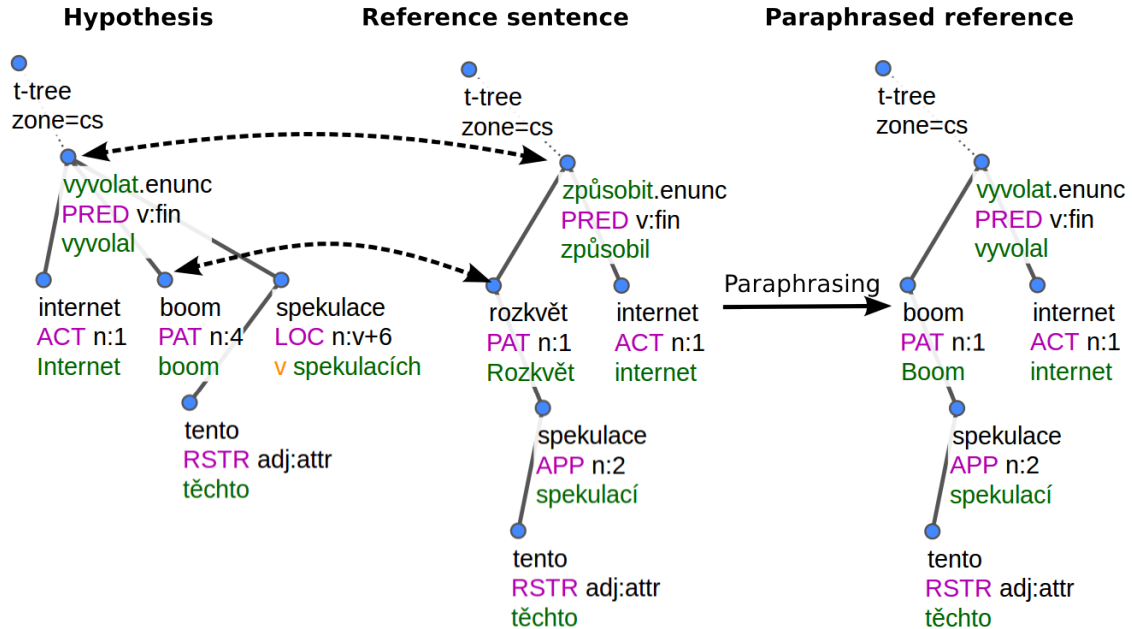 Hypothesis
Reference sentence
Paraphrased reference
t-tree
zone=cs
vyvolat.enunc
PRED v:fin
vyvolal
internet
ACT n:1
Internet
boom
PAT n:4
boom
spekulace
LOC n:v+6
v spekulacích
tento
RSTR adj:attr
těchto
t-tree
zone=cs
způsobit.enunc
PRED v:fin
způsobil
rozkvět
PAT n:1
Rozkvět
internet
ACT n:1
internet
spekulace
APP n:2
spekulací
tento
RSTR adj:attr
těchto
Paraphrasing
t-tree
zone=cs
vyvolat.enunc
PRED v:fin
vyvolal
boom
PAT n:1
Boom
internet
ACT n:1
internet
spekulace
APP n:2
spekulací
tento
RSTR adj:attr
těchto